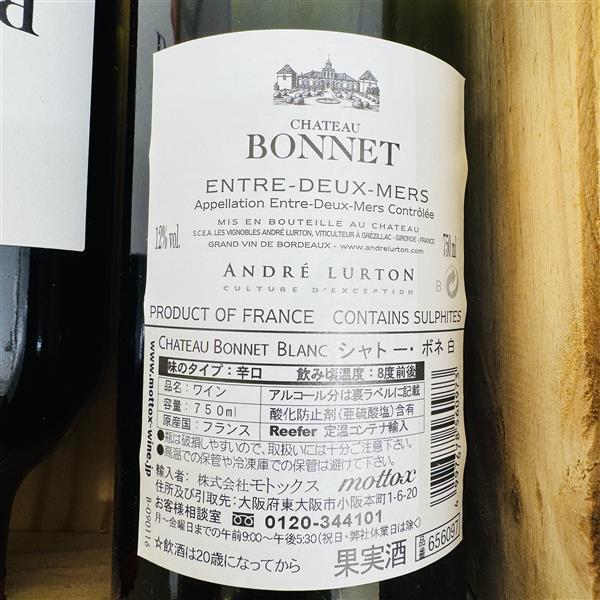 CHATEAU
BONNET
ENTRE-DEUX-MERS
Appellation Entre-Deux-Mers Contrôlée
MIS EN BOUTEILLE AU CHATEAU
S.C.E.A. LES VIGNOBLES ANDRÉ LURTON, VITICULTEUR À GRÉZILLAC - GIRONDE - FRANCE
12% vol.
GRAND VIN DE BORDEAUX - www.andrelurton.com
750 ml
ANDRÉ LURTON
CULTURE D'EXCEPTION
B
PRODUCT OF FRANCE CONTAINS SULPHITES
CHATEAU BONNET BLANC シャトー・ボネ 白
味のタイプ：辛口 飲み頃温度：8度前後
品名：ワイン アルコール分は裏ラベルに記載
容量：750ml 酸化防止剤(亜硫酸塩)含有
原産国：フランス Reefer 定温コンテナ輸入
●瓶は破損しやすいので、取扱いには十分ご注意下さい。
●高温での保管や冷凍庫での保管は避けて下さい。
輸入者：株式会社モトックス mottox
住所及び引取先：大阪府東大阪市小阪本町1-6-20
お客様相談室 0120-344101
月〜金曜日まで午前9:00〜午後5:30(祝日・弊社休業日は除く)
☆飲酒は20歳になってから 果実酒
www.mottox-wine.jp
B-090116
品番 656097